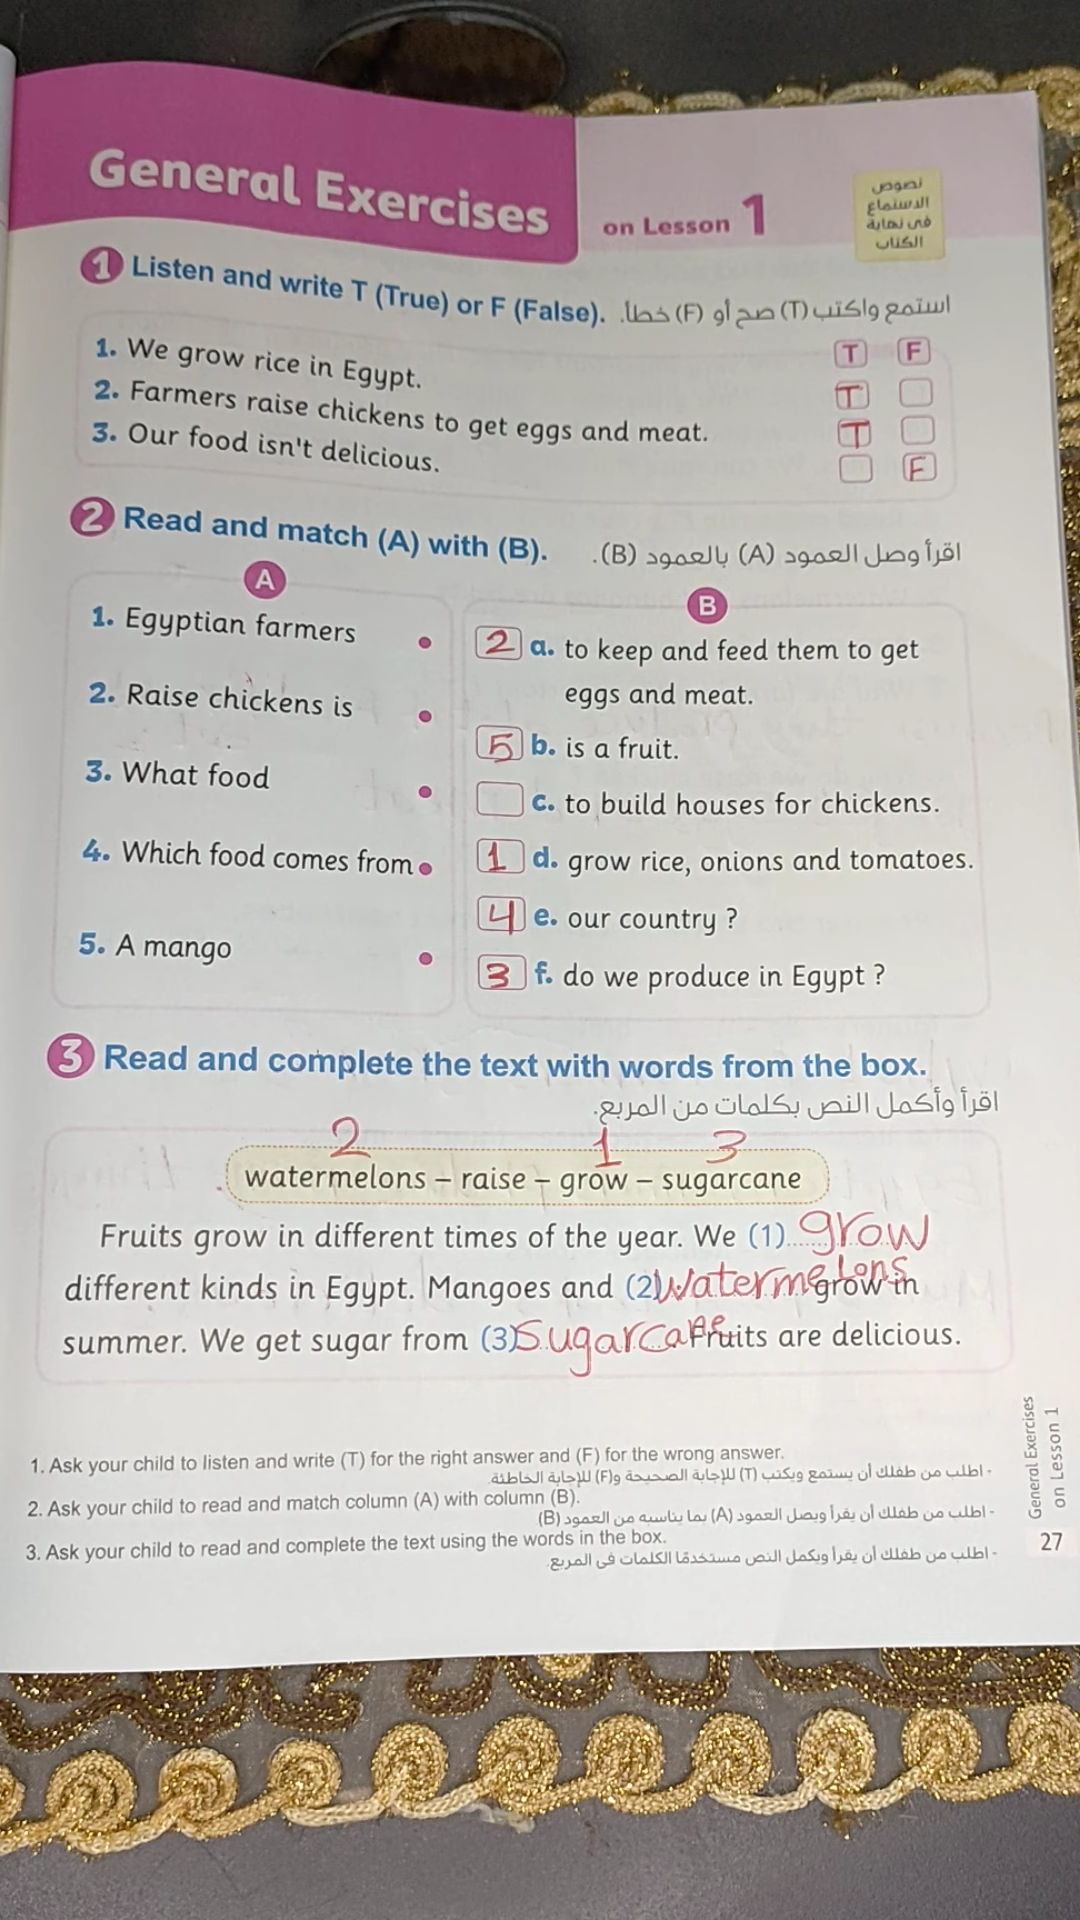 General Exercises on Lesson 1
نصوص
الاستماع
فى نهاية
الكتاب
1 Listen and write T (True) or F (False). استمع واكتب (T) صح أو (F) خطأ.
T F
1. We grow rice in Egypt. T
2. Farmers raise chickens to get eggs and meat. T
3. Our food isn't delicious. F
2 Read and match (A) with (B). اقرأ وصل العمود (A) بالعمود (B).
A
1. Egyptian farmers
2. Raise chickens is
3. What food
4. Which food comes from
5. A mango
B
2 a. to keep and feed them to get
eggs and meat.
5 b. is a fruit.
c. to build houses for chickens.
1 d. grow rice, onions and tomatoes.
4 e. our country ?
3 f. do we produce in Egypt ?
3 Read and complete the text with words from the box.
اقرأ وأكمل النص بكلمات من المربع.
2 1 3
watermelons – raise – grow – sugarcane
Fruits grow in different times of the year. We (1) grow
different kinds in Egypt. Mangoes and (2) watermelons grow in
summer. We get sugar from (3) Sugarcane Fruits are delicious.
1. Ask your child to listen and write (T) for the right answer and (F) for the wrong answer.
- اطلب من طفلك أن يستمع ويكتب (T) للإجابة الصحيحة و(F) للإجابة الخاطئة.
2. Ask your child to read and match column (A) with column (B).
- اطلب من طفلك أن يقرأ ويصل العمود (A) بما يناسبه من العمود (B)
3. Ask your child to read and complete the text using the words in the box.
- اطلب من طفلك أن يقرأ ويكمل النص مستخدمًا الكلمات فى المربع.
General Exercises
on Lesson 1
27